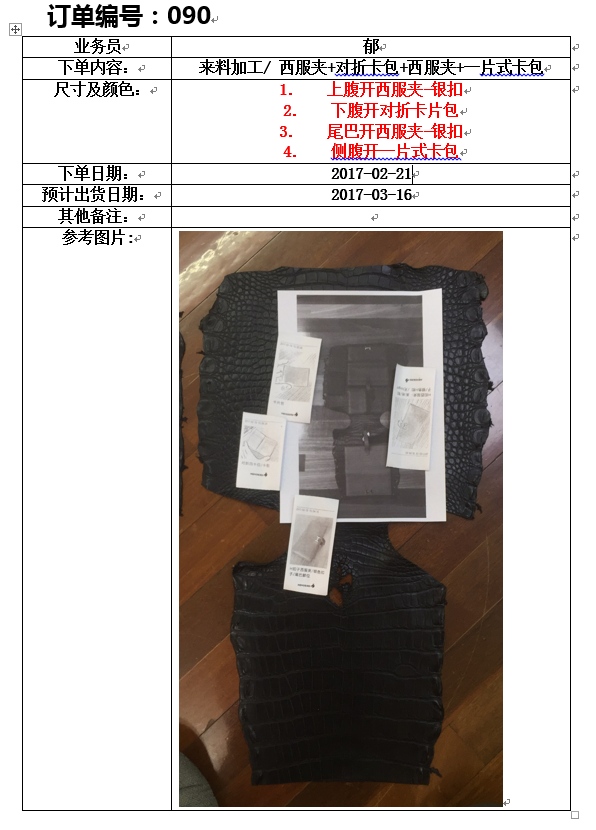 订单编号：090
业务员
郁
下单内容：
来料加工/ 西服夹+对折卡包+西服夹+一片式卡包
尺寸及颜色：
1. 上腹开西服夹—银扣
2. 下腹开对折卡片包
3. 尾巴开西服夹—银扣
4. 侧腹开一片式卡包
下单日期：
2017-02-21
预计出货日期：
2017-03-16
其他备注：
参考图片: